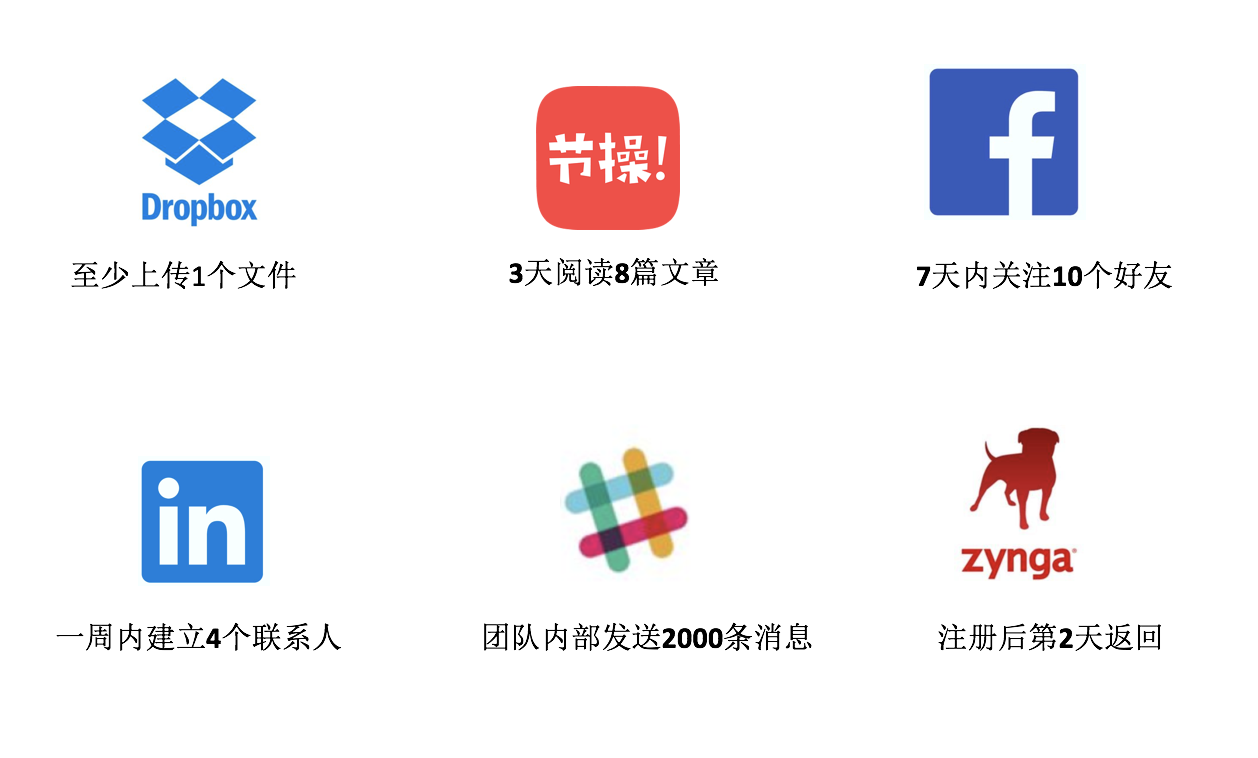 Dropbox
节操!
f
至少上传1个文件
3天阅读8篇文章
7天内关注10个好友
in
zynga
一周内建立4个联系人
团队内部发送2000条消息
注册后第2天返回